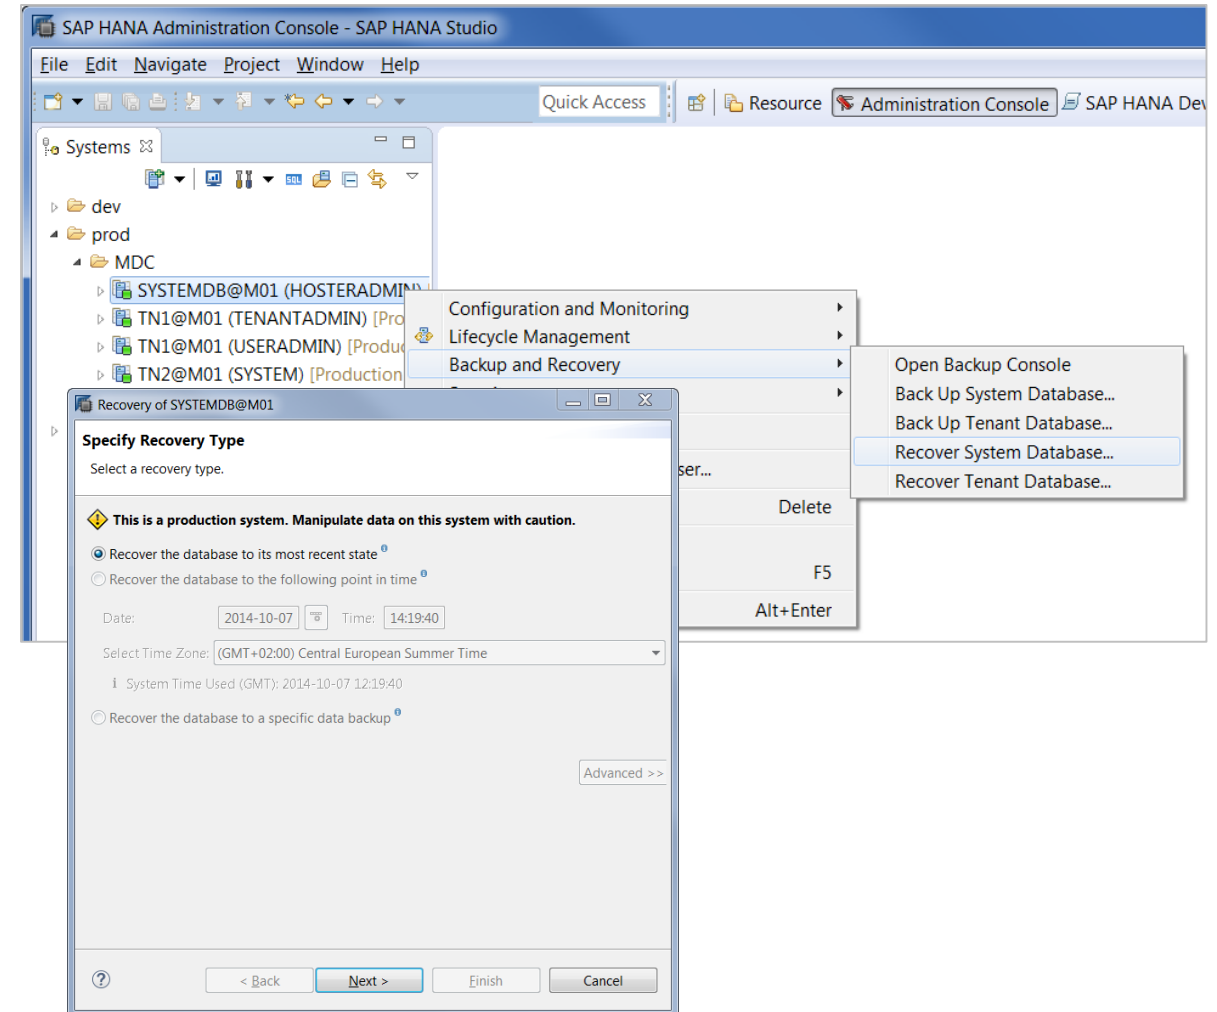 SAP HANA Administration Console - SAP HANA Studio
File Edit Navigate Project Window Help
Quick Access Resource Administration Console SAP HANA Dev
Systems
SQL
dev
prod
MDC
SYSTEMDB@M01 (HOSTERADMIN)
TN1@M01 (TENANTADMIN) [Pro
TN1@M01 (USERADMIN) [Produ
TN2@M01 (SYSTEM) [Production
Configuration and Monitoring
Lifecycle Management
Backup and Recovery
ser...
Delete
F5
Alt+Enter
Open Backup Console
Back Up System Database...
Back Up Tenant Database...
Recover System Database...
Recover Tenant Database...
Recovery of SYSTEMDB@M01
Specify Recovery Type
Select a recovery type.
This is a production system. Manipulate data on this system with caution.
Recover the database to its most recent state
Recover the database to the following point in time
Date: 2014-10-07 Time: 14:19:40
Select Time Zone: (GMT+02:00) Central European Summer Time
System Time Used (GMT): 2014-10-07 12:19:40
Recover the database to a specific data backup
Advanced >>
< Back Next > Finish Cancel